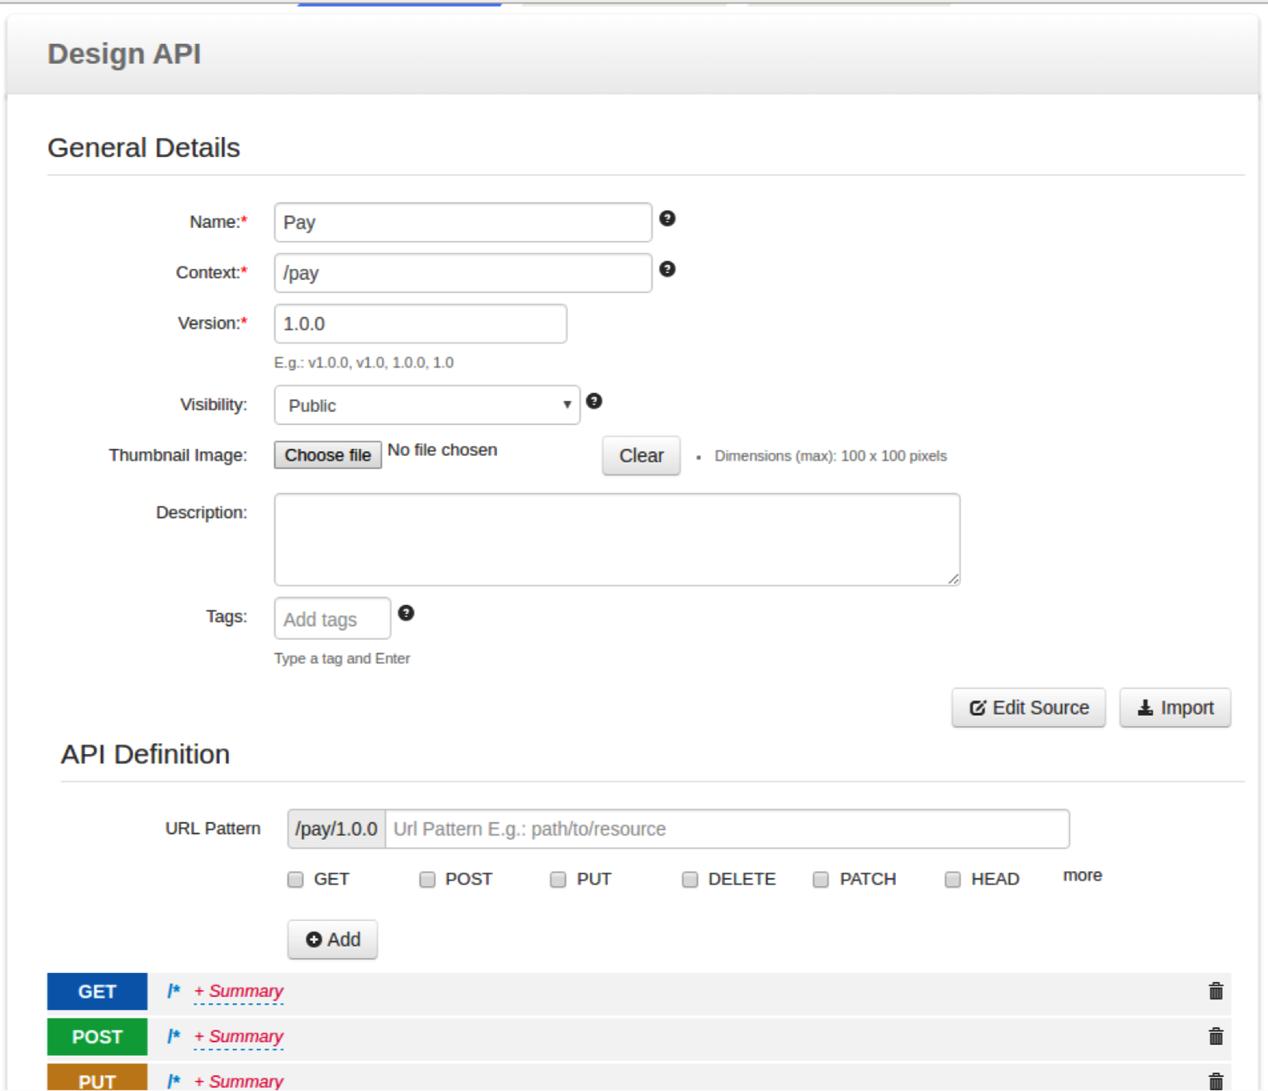 Design API
General Details
Name:* Pay
Context:* /pay
Version:* 1.0.0
E.g.: v1.0.0, v1.0, 1.0.0, 1.0
Visibility: Public
Thumbnail Image: Choose file No file chosen Clear • Dimensions (max): 100 x 100 pixels
Description:
Tags: Add tags
Type a tag and Enter
Edit Source Import
API Definition
URL Pattern /pay/1.0.0 Url Pattern E.g.: path/to/resource
GET POST PUT DELETE PATCH HEAD more
Add
GET /* + Summary
POST /* + Summary
PUT /* + Summary